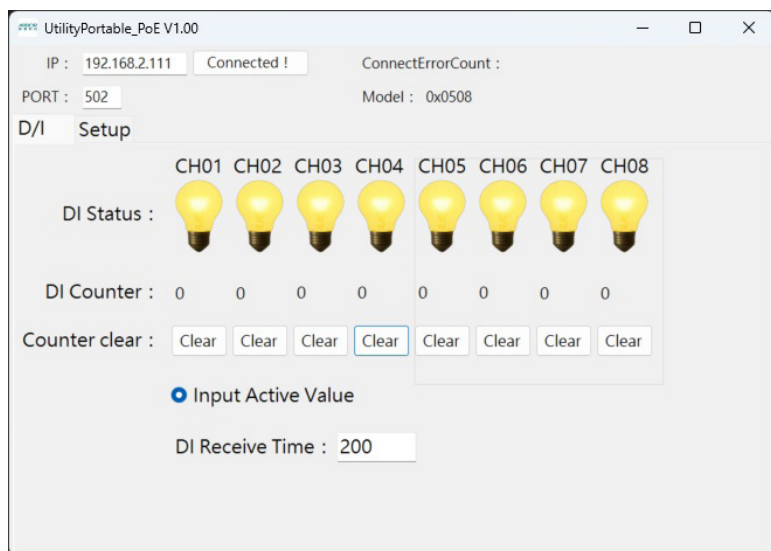 UtilityPortable_PoE V1.00
IP : 192.168.2.111 Connected ! ConnectErrorCount :
PORT : 502 Model : 0x0508
D/I Setup
CH01 CH02 CH03 CH04 CH05 CH06 CH07 CH08
DI Status :
DI Counter : 0 0 0 0 0 0 0 0
Counter clear : Clear Clear Clear Clear Clear Clear Clear Clear
Input Active Value
DI Receive Time : 200